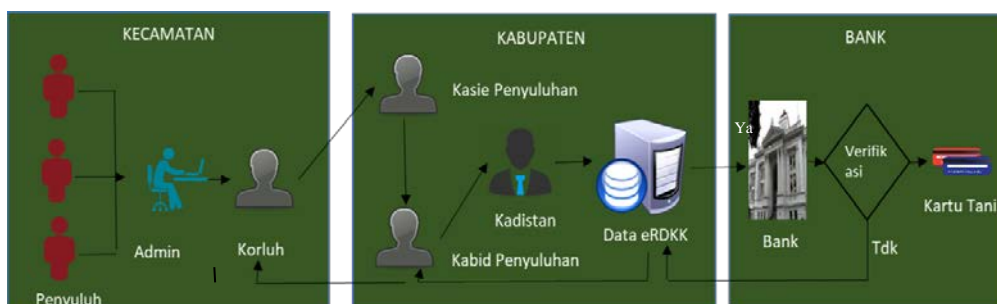 KECAMATAN
Admin
Korluh
Penyuluh
KABUPATEN
Kasie Penyuluhan
Kadistan
Kabid Penyuluhan
Data eRDKK
BANK
Ya
Bank
Verifik
asi
Kartu Tani
Tdk